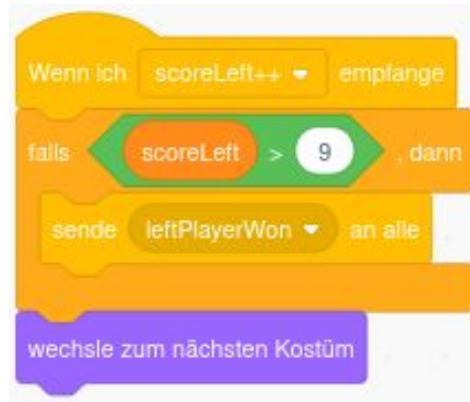 Wenn ich scoreLeft++ empfange
falls scoreLeft > 9 , dann
sende leftPlayerWon an alle
wechsle zum nächsten Kostüm